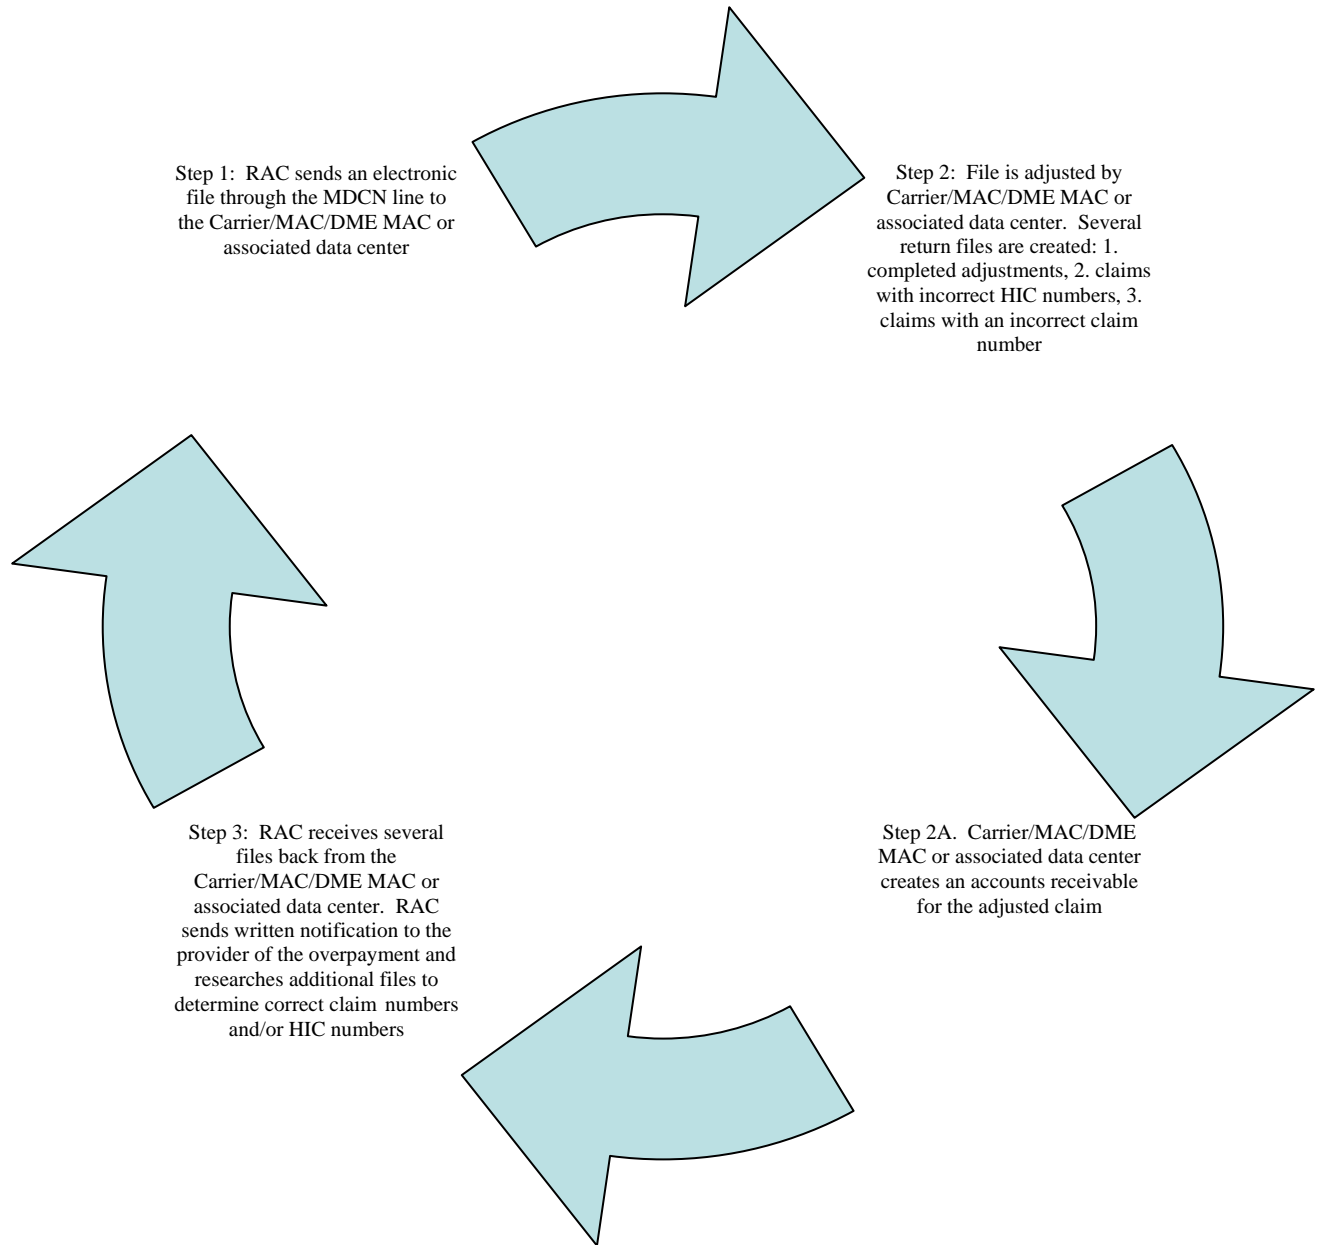 Step 1:  RAC sends an electronic
file through the MDCN line to
the Carrier/MAC/DME MAC or
associated data center
Step 2:  File is adjusted by
Carrier/MAC/DME MAC or
associated data center.  Several
return files are created: 1.
completed adjustments, 2. claims
with incorrect HIC numbers, 3.
claims with an incorrect claim
number
Step 2A.  Carrier/MAC/DME
MAC or associated data center
creates an accounts receivable
for the adjusted claim
Step 3:  RAC receives several
files back from the
Carrier/MAC/DME MAC or
associated data center.  RAC
sends written notification to the
provider of the overpayment and
researches additional files to
determine correct claim numbers
and/or HIC numbers